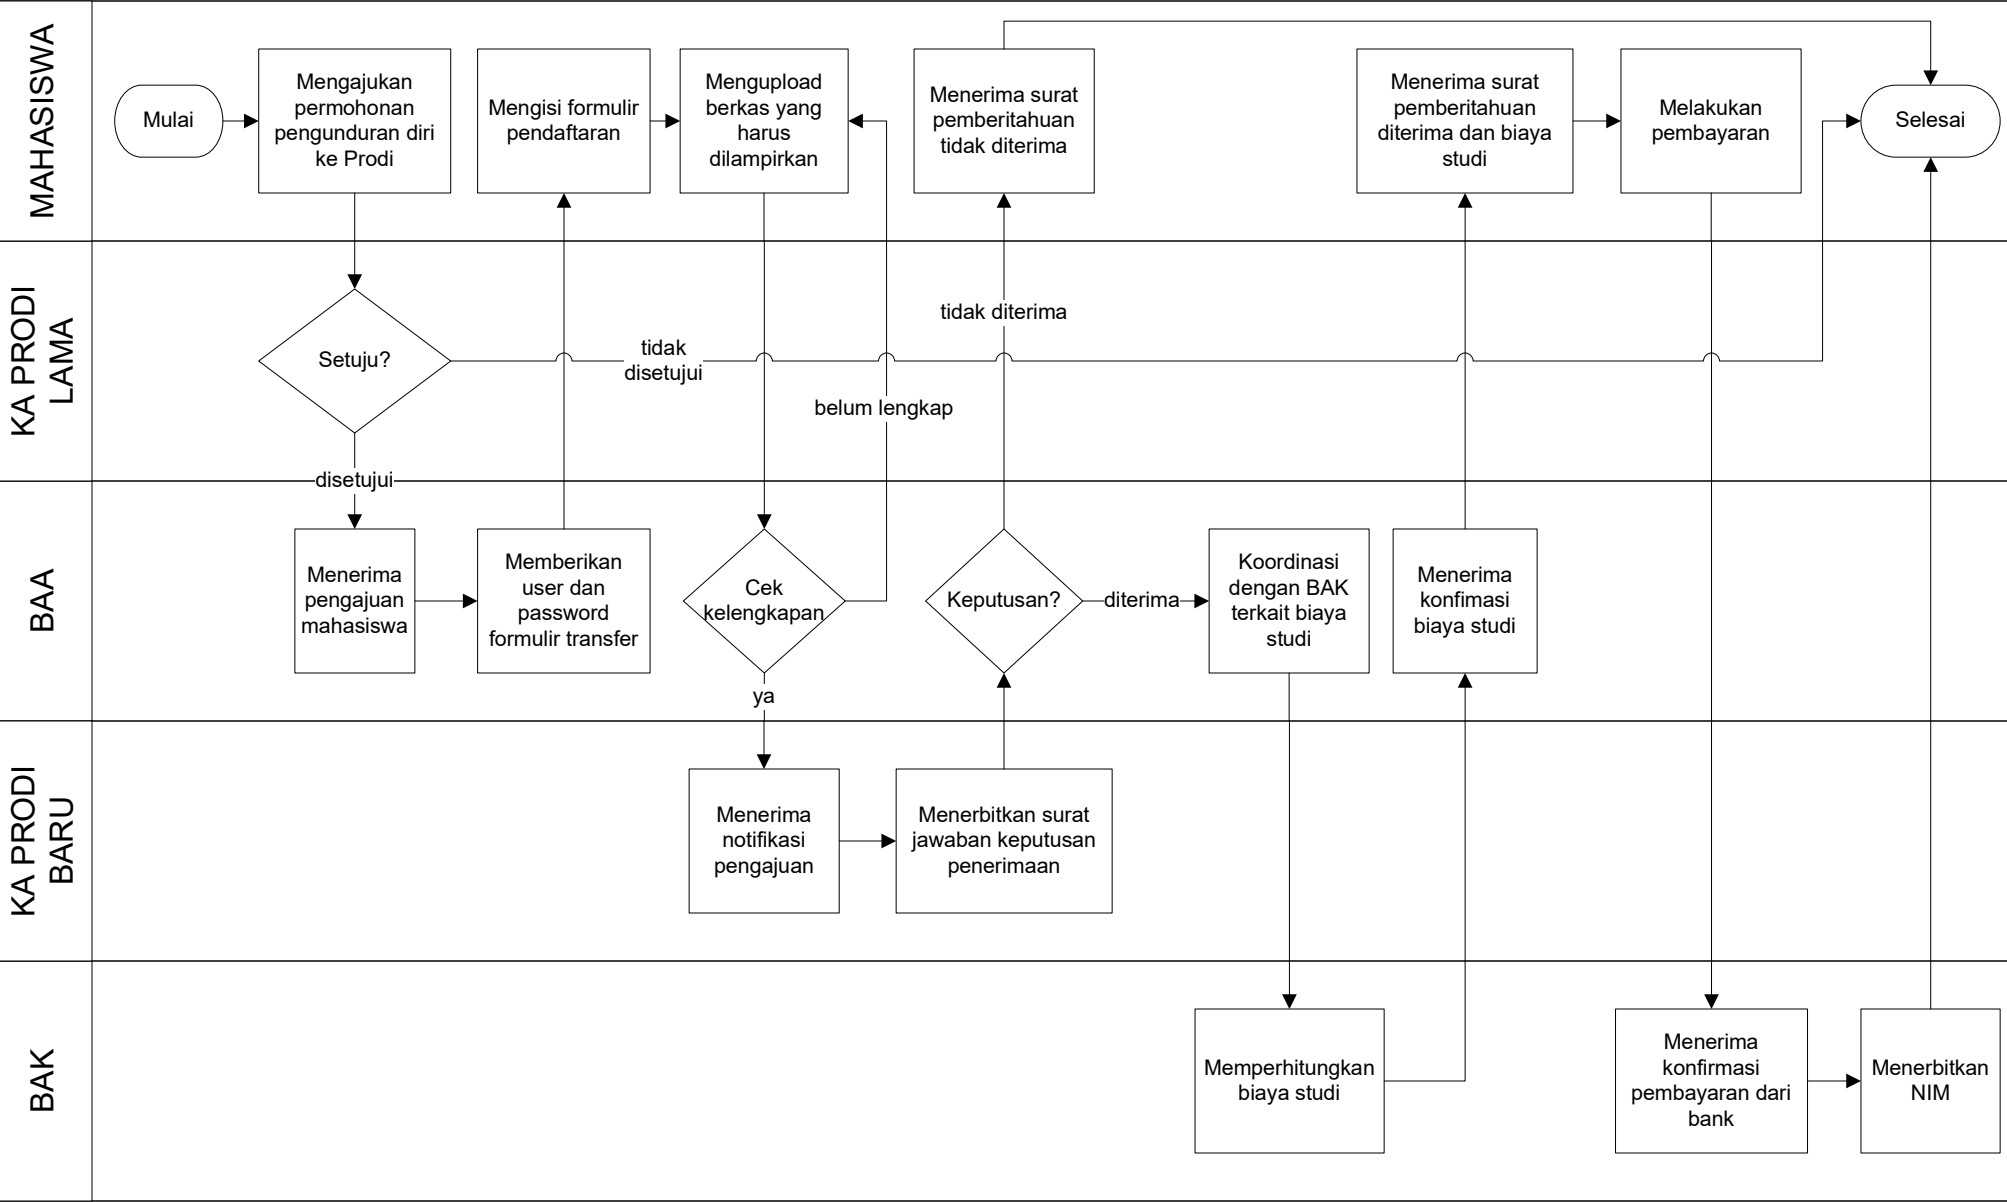 MAHASISWA
Mulai
Mengajukan
permohonan
pengunduran diri
ke Prodi
Mengisi formulir
pendaftaran
Mengupload
berkas yang
harus
dilampirkan
Menerima surat
pemberitahuan
tidak diterima
Menerima surat
pemberitahuan
diterima dan biaya
studi
Melakukan
pembayaran
Selesai
KA PRODI
LAMA
Setuju?
tidak
disetujui
tidak diterima
belum lengkap
disetujui
BAA
Menerima
pengajuan
mahasiswa
Memberikan
user dan
password
formulir transfer
Cek
kelengkapan
Keputusan?
diterima
Koordinasi
dengan BAK
terkait biaya
studi
Menerima
konfimasi
biaya studi
ya
KA PRODI
BARU
Menerima
notifikasi
pengajuan
Menerbitkan surat
jawaban keputusan
penerimaan
BAK
Memperhitungkan
biaya studi
Menerima
konfirmasi
pembayaran dari
bank
Menerbitkan
NIM